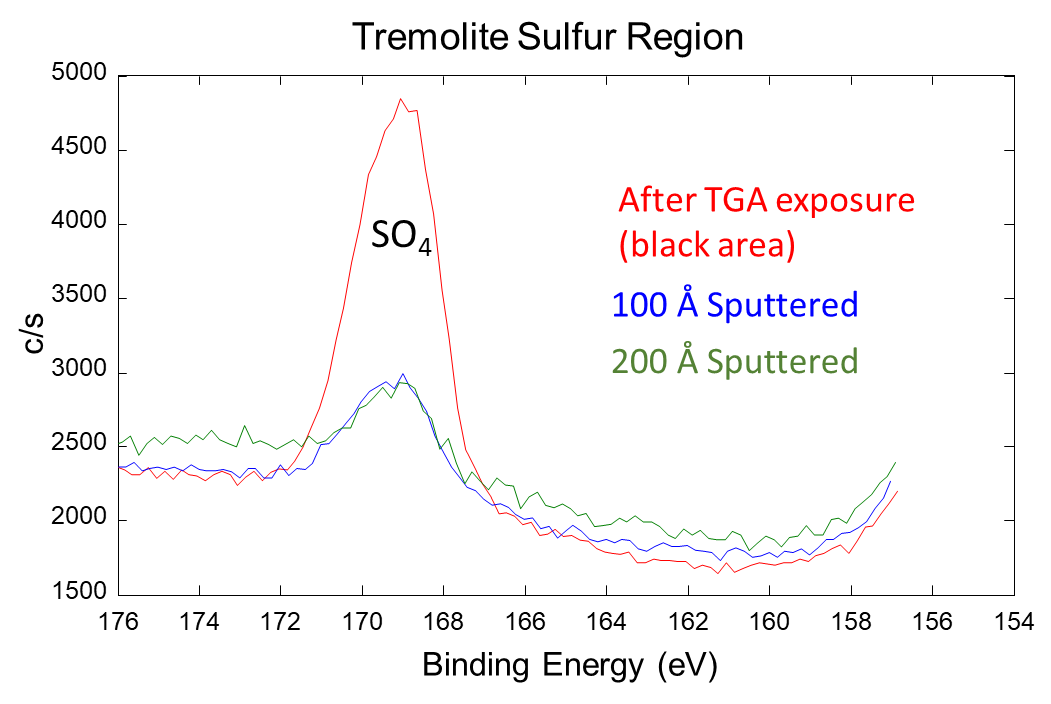 Tremolite Sulfur Region
5000
4500
4000
3500
3000
2500
2000
1500
c/s
SO₄
After TGA exposure
(black area)
100 Å Sputtered
200 Å Sputtered
176 174 172 170 168 166 164 162 160 158 156 154
Binding Energy (eV)